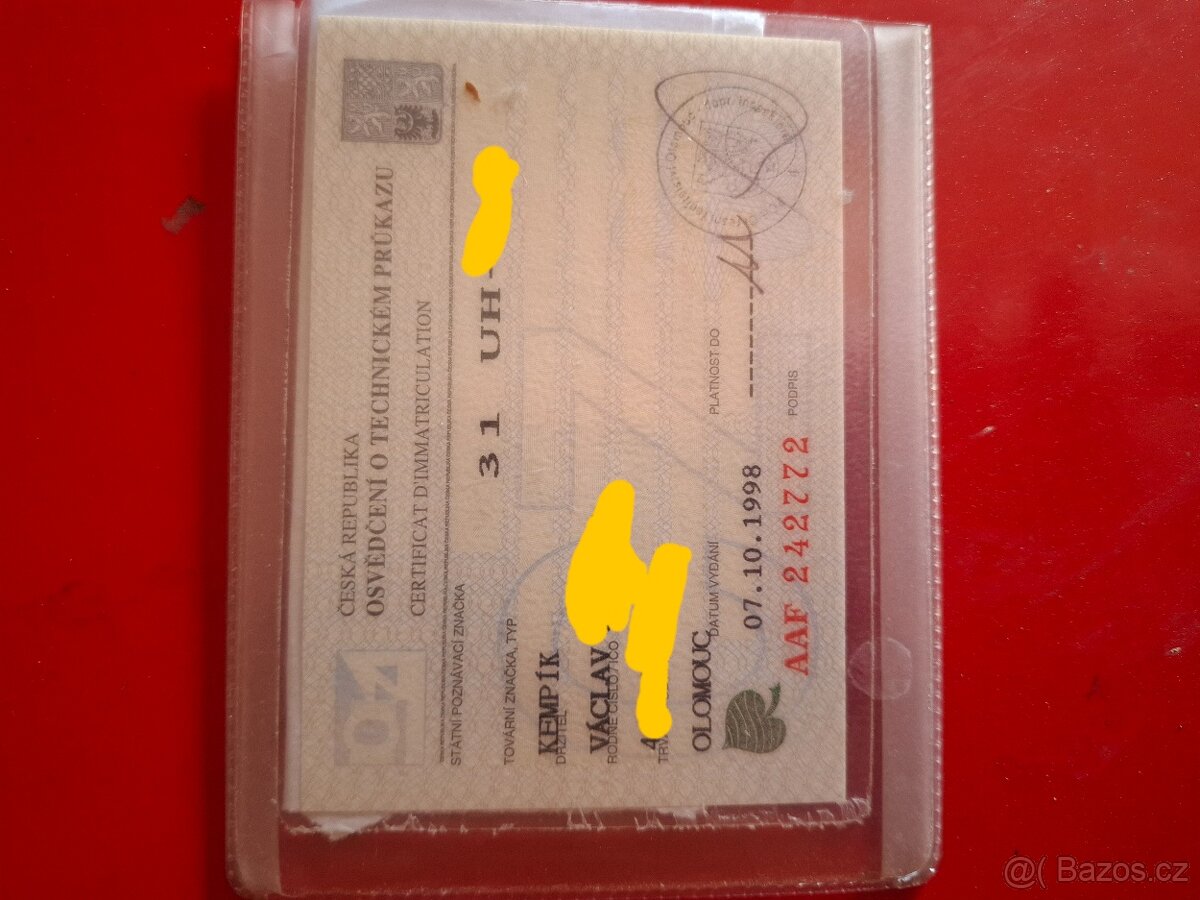 ČESKÁ REPUBLIKA
OSVĚDČENÍ O TECHNICKÉM PRŮKAZU
CERTIFICAT D'IMMATRICULATION
STÁTNÍ POZNÁVACÍ ZNAČKA
31 UH-
TOVÁRNÍ ZNAČKA, TYP
KEMPÍK
DRŽITEL
VÁCLAV
RODNÉ ČÍSLO / IČO
4
OLOMOUC
DATUM VYDÁNÍ
PLATNOST DO
07.10.1998
---------
AAF 242772
PODPIS
@( Bazos.cz